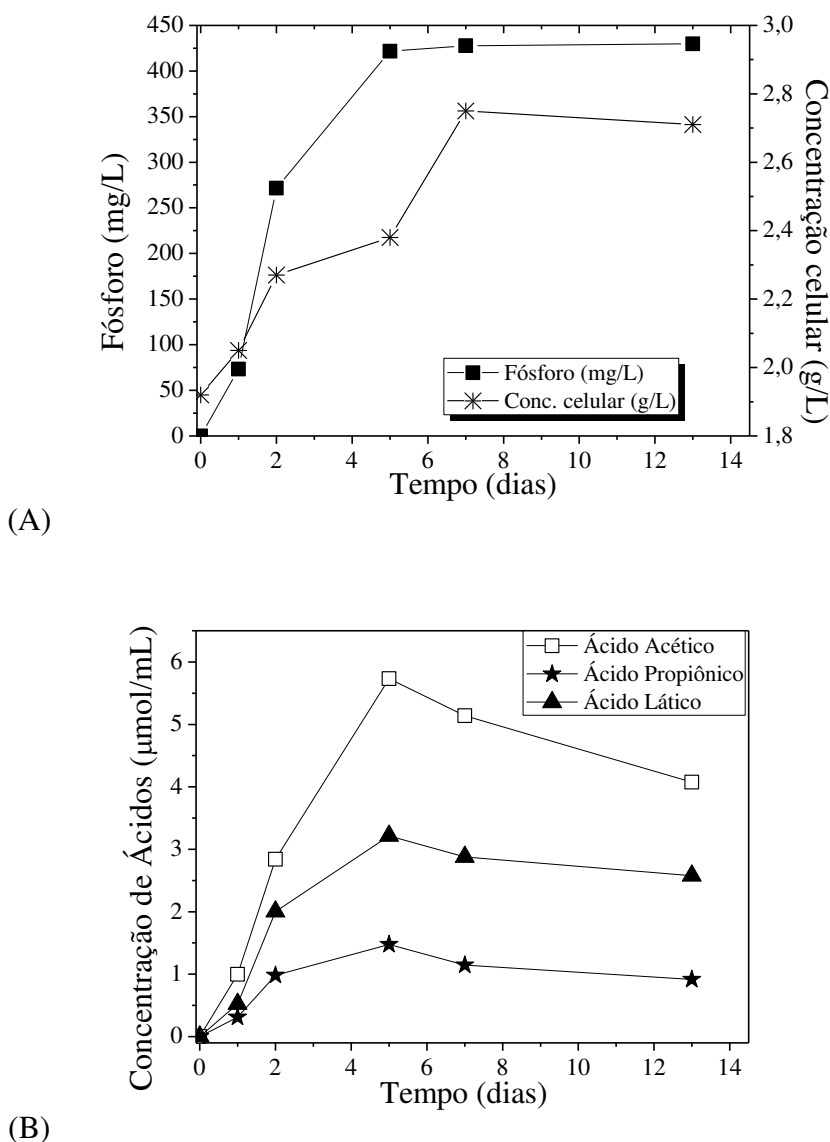 450
400
350
300
250
200
150
100
50
0
Fósforo (mg/L)
3,0
2,8
2,6
2,4
2,2
2,0
1,8
Concentração celular (g/L)
Fósforo (mg/L)
Conc. celular (g/L)
0 2 4 6 8 10 12 14
Tempo (dias)
(A)
6
5
4
3
2
1
0
Concentração de Ácidos (μmol/mL)
Ácido Acético
Ácido Propiônico
Ácido Lático
0 2 4 6 8 10 12 14
Tempo (dias)
(B)